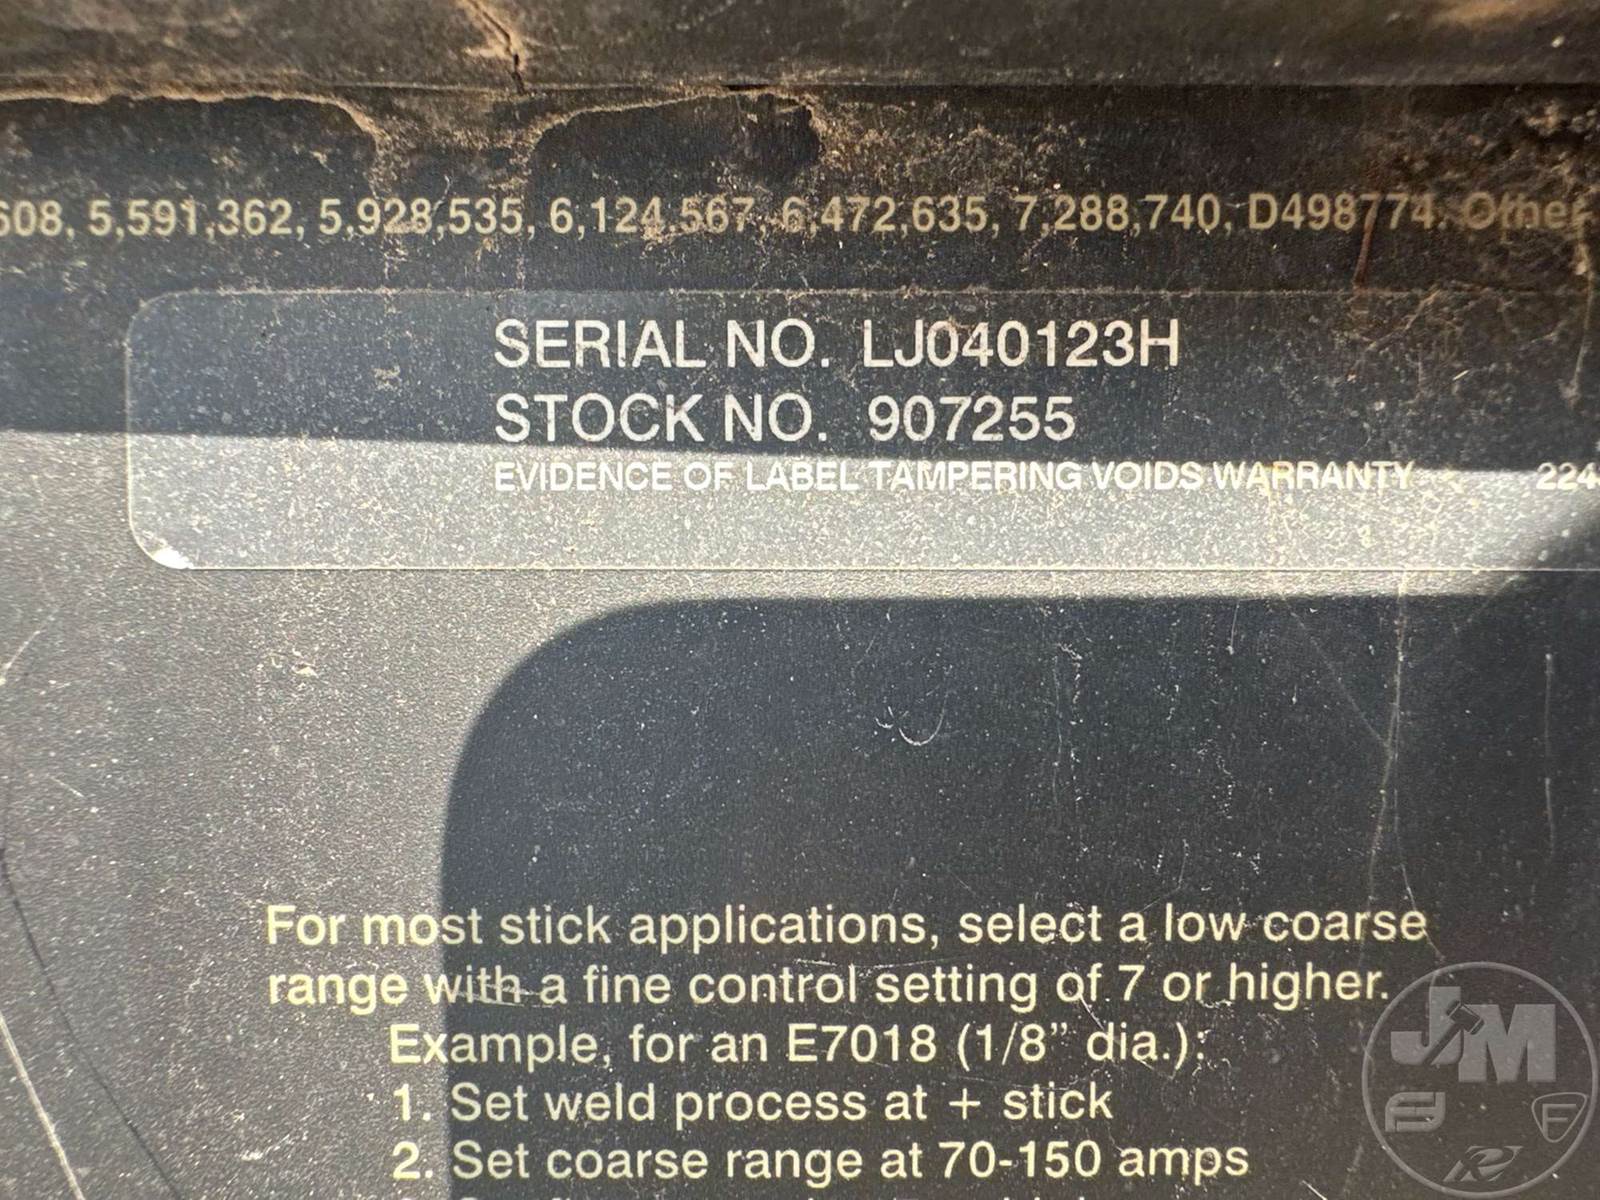 608, 5,591,362, 5,928,535, 6,124,567, 6,472,635, 7,288,740, D498774. Other
SERIAL NO. LJ040123H
STOCK NO. 907255
EVIDENCE OF LABEL TAMPERING VOIDS WARRANTY 224
For most stick applications, select a low coarse
range with a fine control setting of 7 or higher.
Example, for an E7018 (1/8” dia.):
1. Set weld process at + stick
2. Set coarse range at 70-150 amps
JM